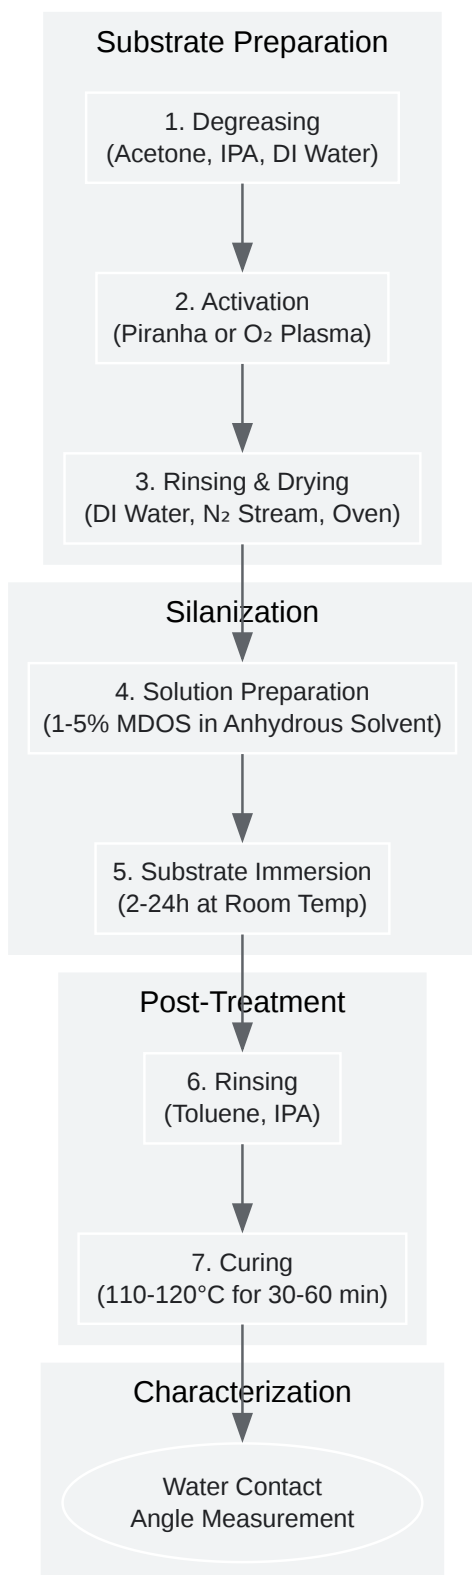 Substrate Preparation
1. Degreasing
(Acetone, IPA, DI Water)
2. Activation
(Piranha or O₂ Plasma)
3. Rinsing & Drying
(DI Water, N₂ Stream, Oven)
Silanization
4. Solution Preparation
(1-5% MDOS in Anhydrous Solvent)
5. Substrate Immersion
(2-24h at Room Temp)
Post-Treatment
6. Rinsing
(Toluene, IPA)
7. Curing
(110-120°C for 30-60 min)
Characterization
Water Contact
Angle Measurement